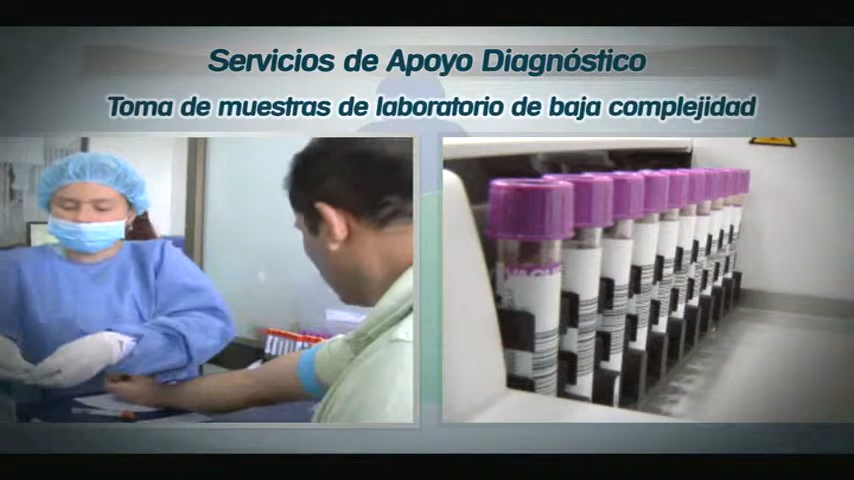 Servicios de Apoyo Diagnóstico
Toma de muestras de laboratorio de baja complejidad